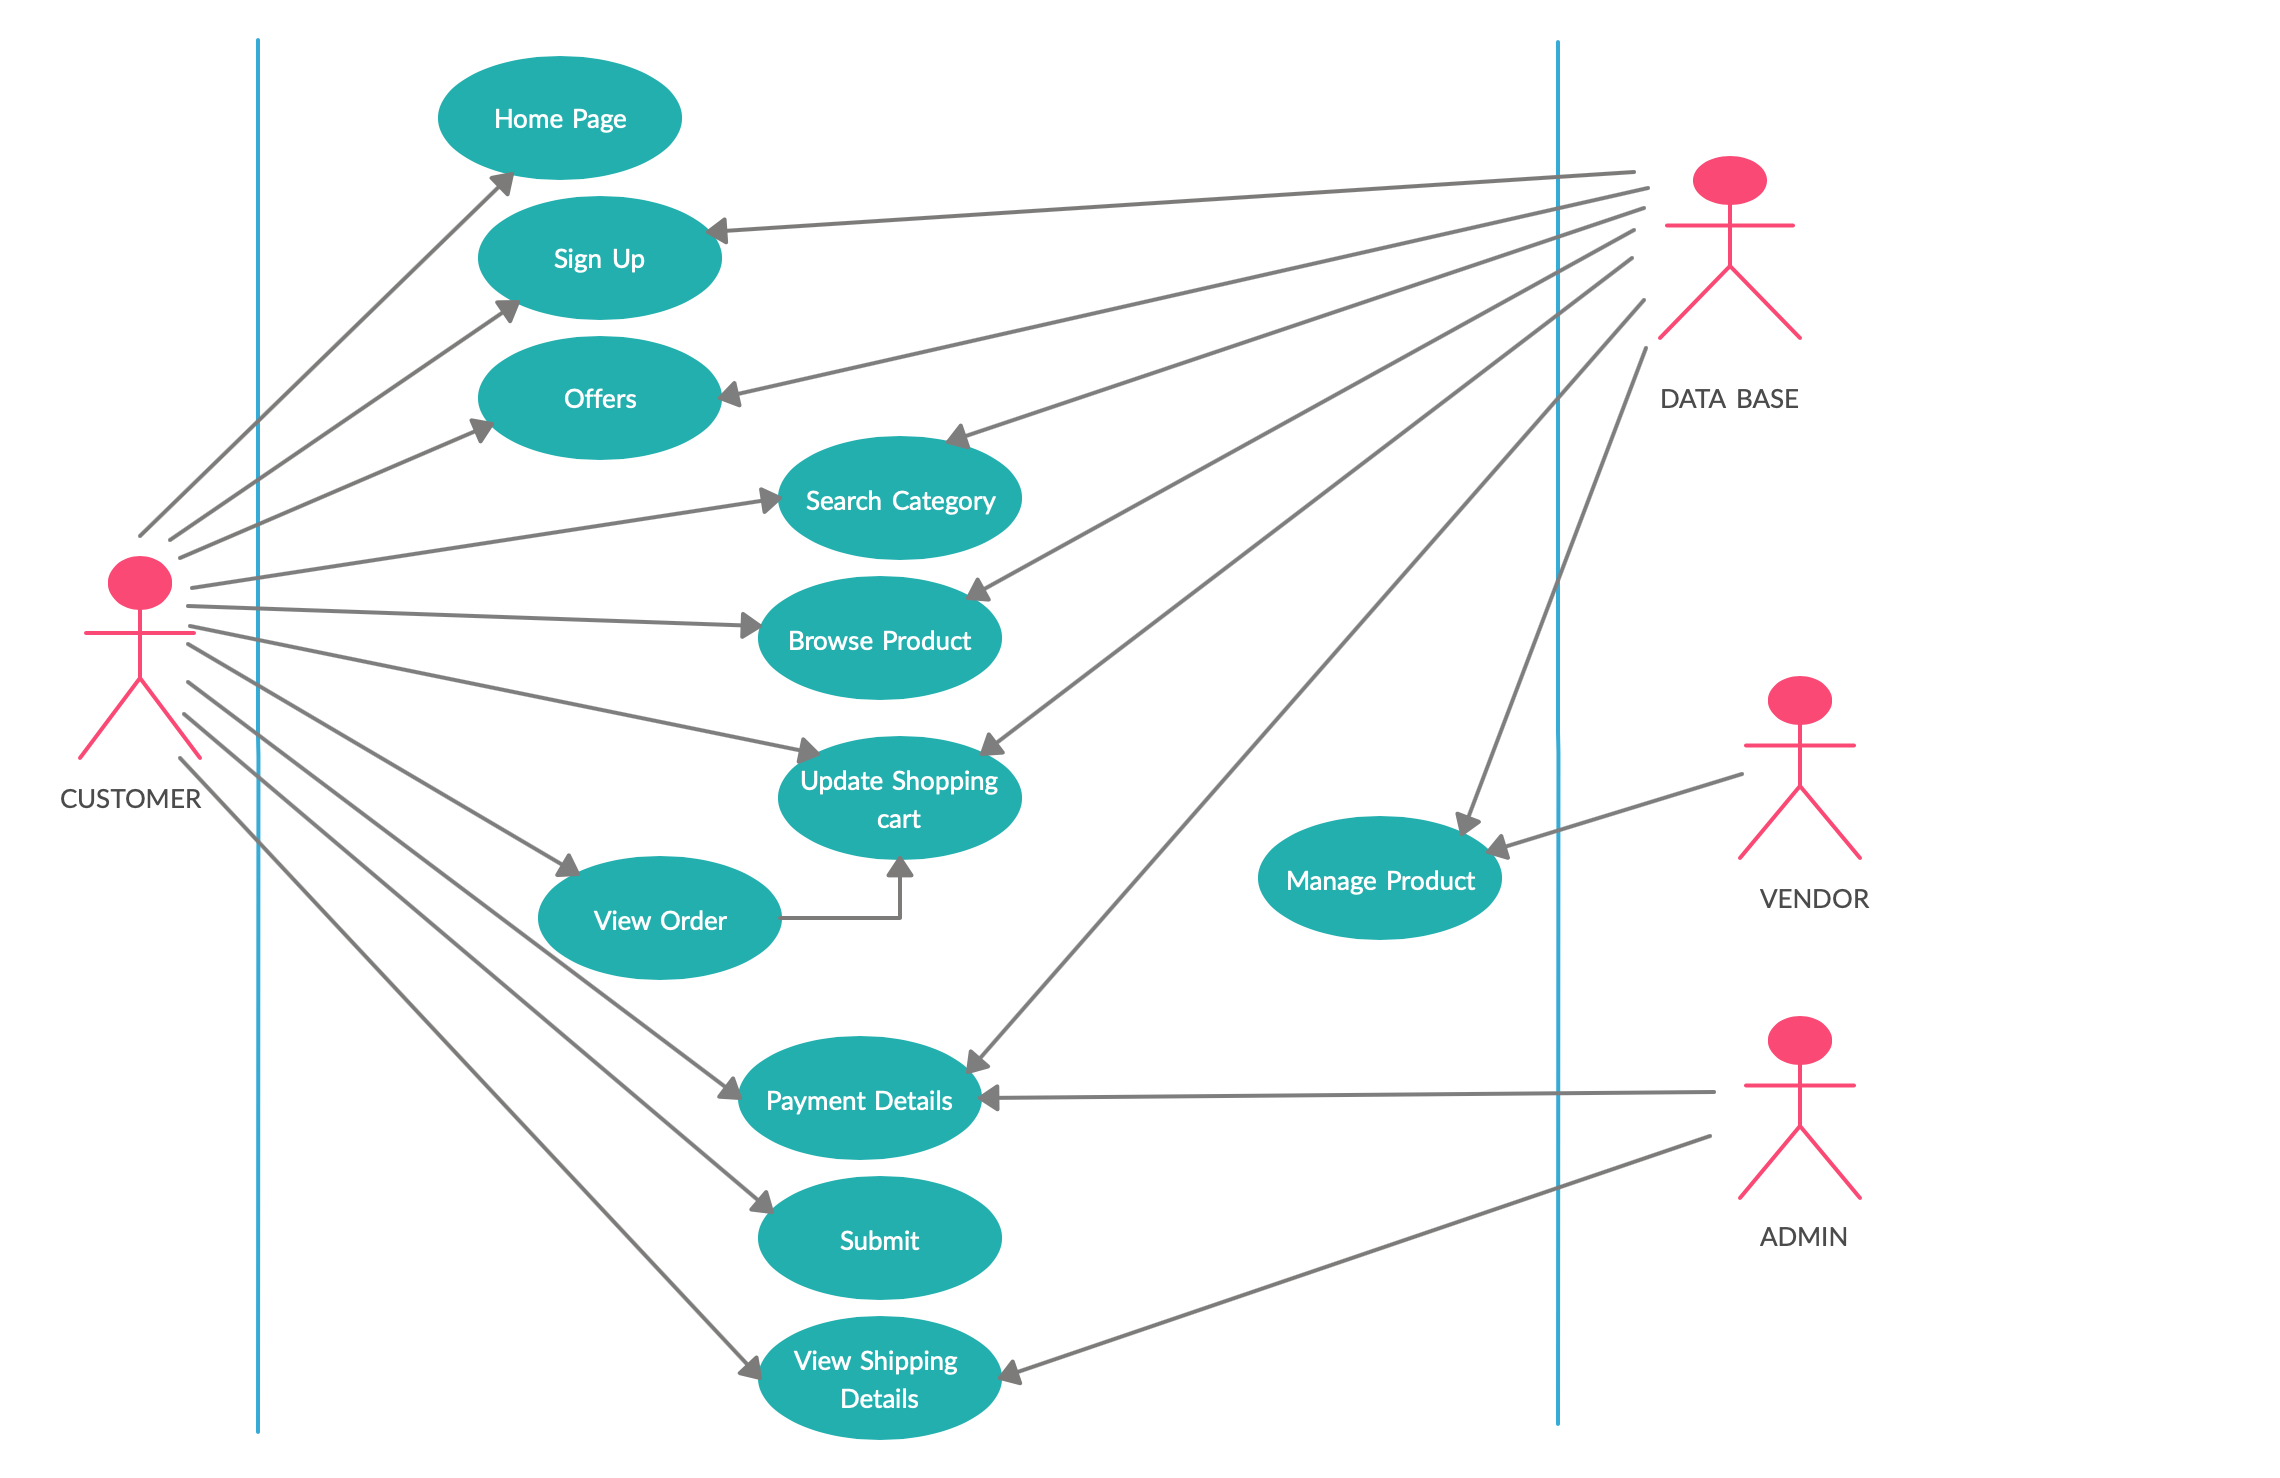 Home Page
Sign Up
Offers
DATA BASE
Search Category
Browse Product
Update Shopping
cart
CUSTOMER
Manage Product
VENDOR
View Order
Payment Details
Submit
ADMIN
View Shipping
Details